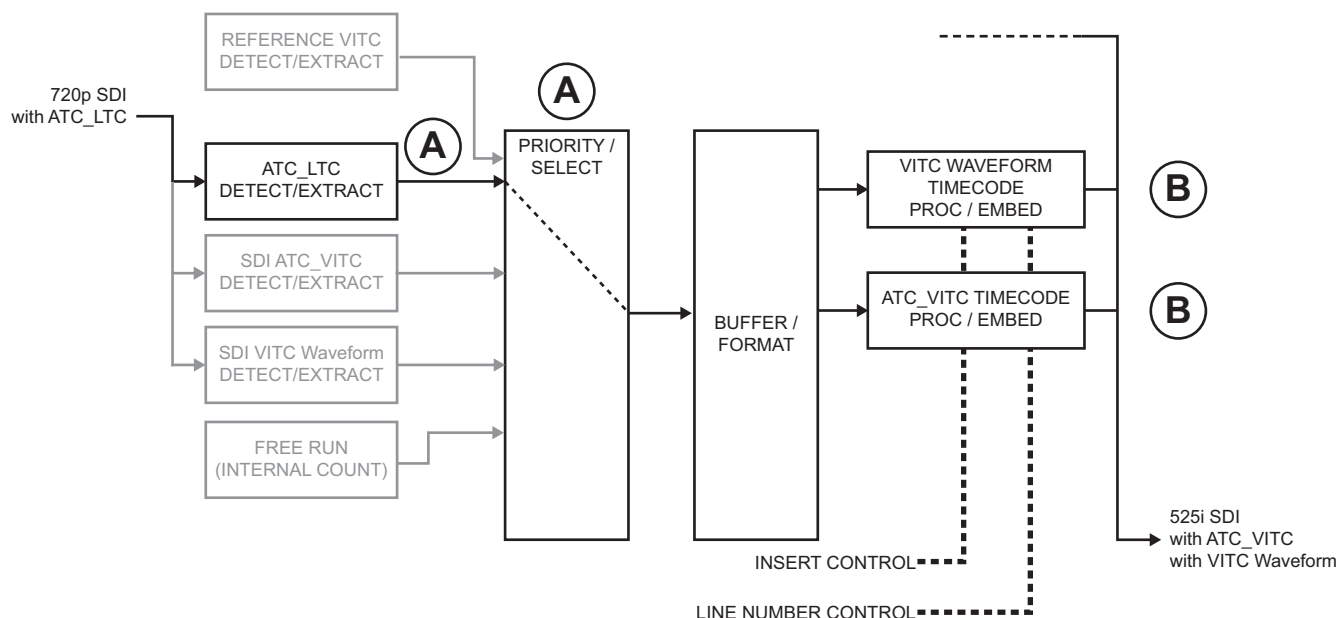 REFERENCE VITC
DETECT/EXTRACT
720p SDI
with ATC_LTC
A
A
PRIORITY /
SELECT
ATC_LTC
DETECT/EXTRACT
VITC WAVEFORM
TIMECODE
PROC / EMBED
B
SDI ATC_VITC
DETECT/EXTRACT
ATC_VITC TIMECODE
PROC / EMBED
B
BUFFER /
FORMAT
SDI VITC Waveform
DETECT/EXTRACT
FREE RUN
(INTERNAL COUNT)
525i SDI
with ATC_VITC
with VITC Waveform
INSERT CONTROL
LINE NUMBER CONTROL